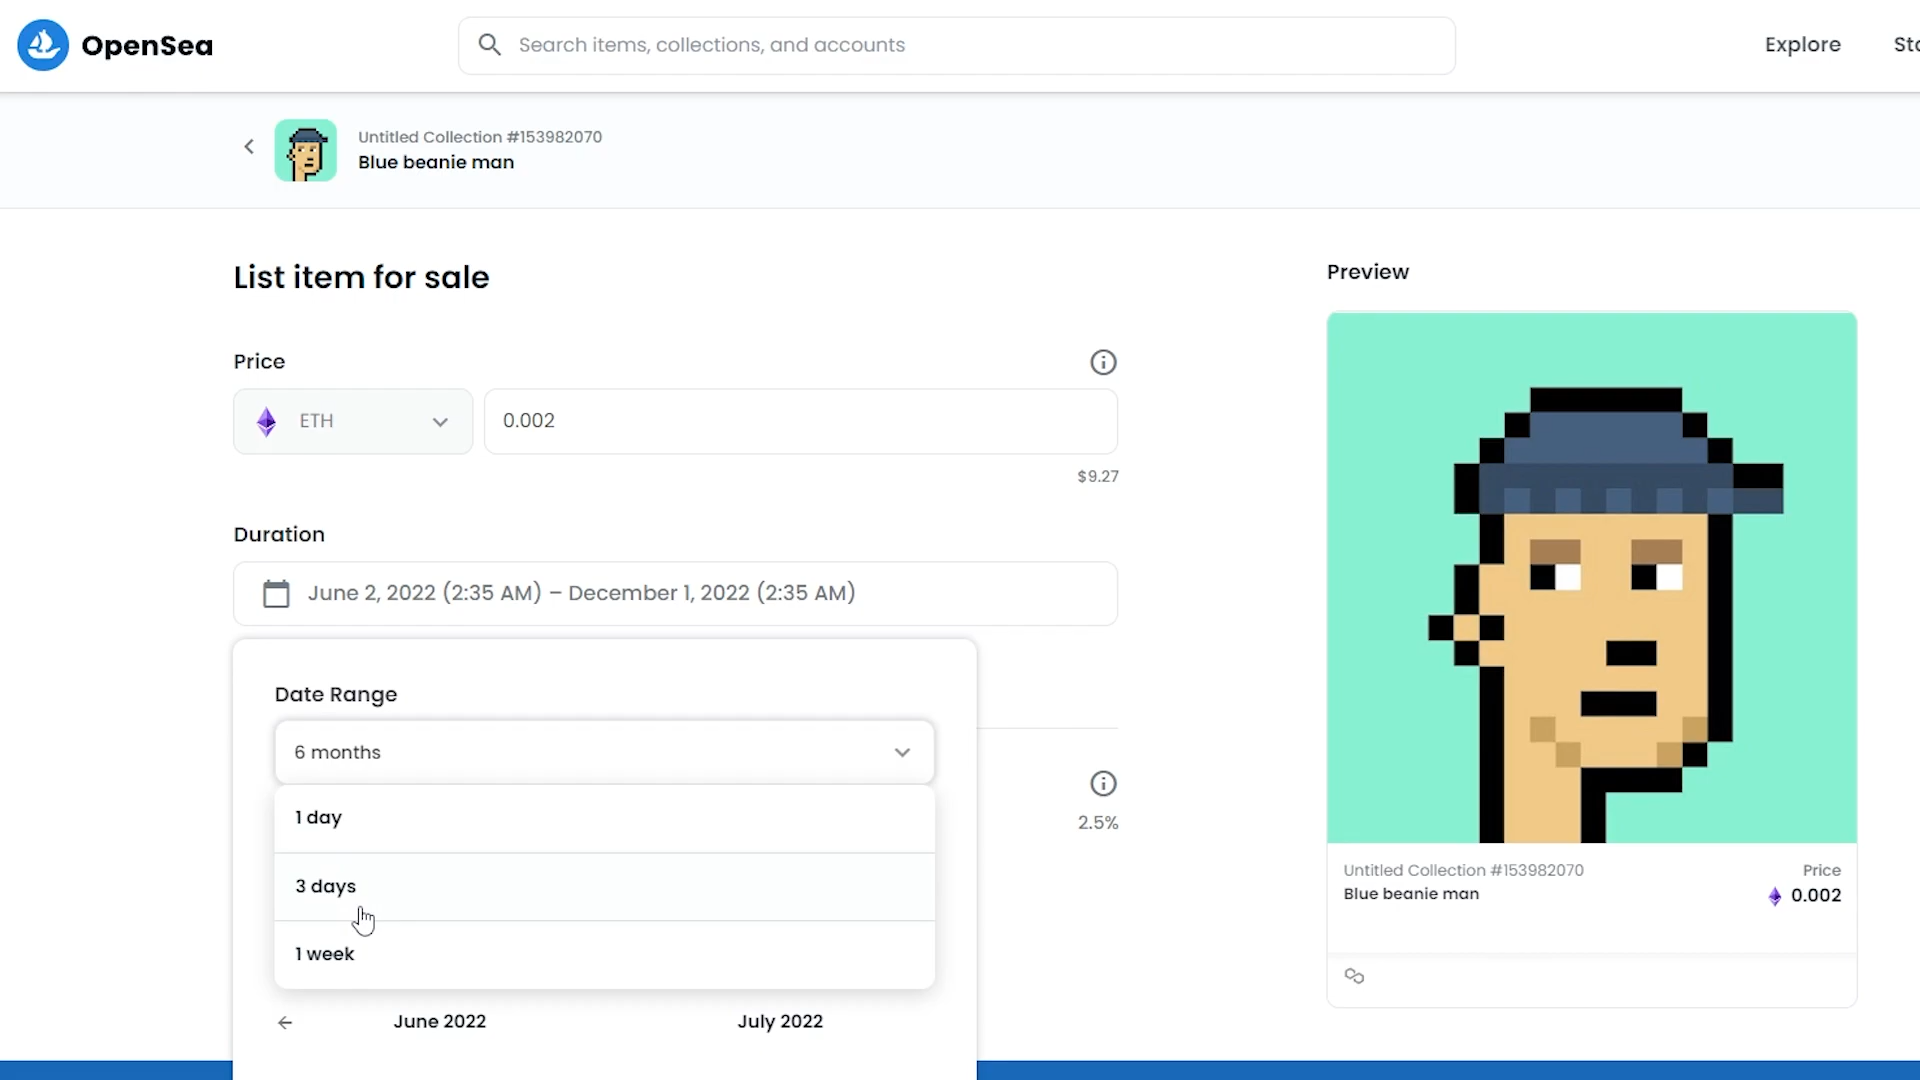 OpenSea
Search items, collections, and accounts
Explore
Sto
Untitled Collection #153982070
Blue beanie man
List item for sale
Preview
Price
ETH
0.002
$9.27
Duration
June 2, 2022 (2:35 AM) – December 1, 2022 (2:35 AM)
Date Range
6 months
1 day
3 days
1 week
2.5%
June 2022
July 2022
Untitled Collection #153982070
Price
Blue beanie man
0.002